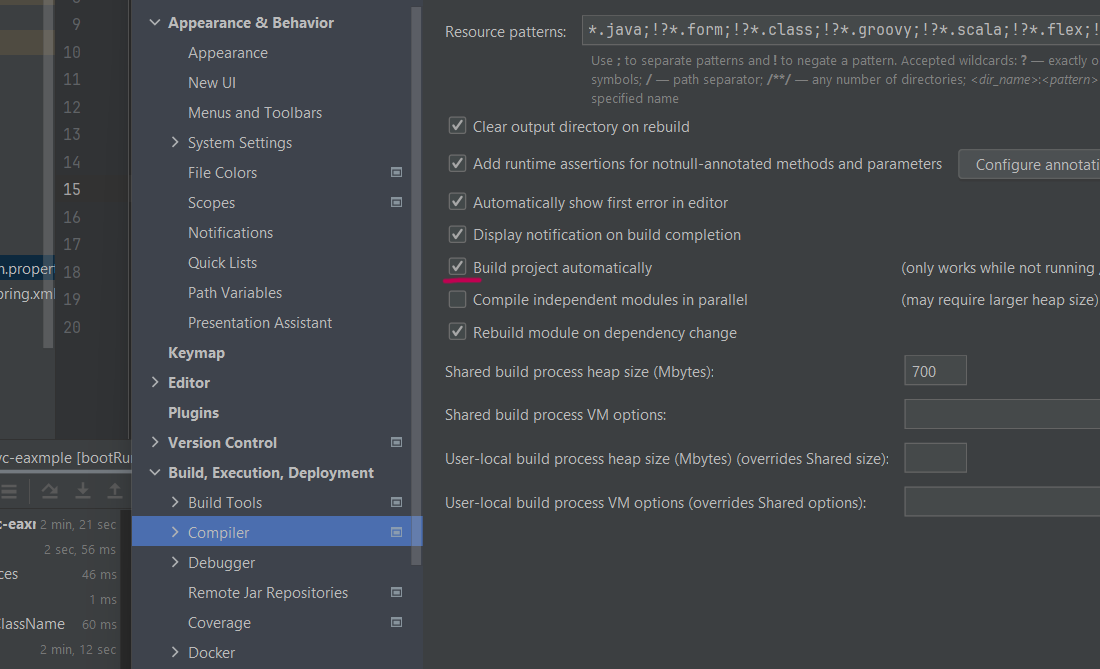 9
10
11
12
13
14
15
16
17
18
19
20
n.proper
oring.xml
vc-eaxmple [bootRu
c-eaxr 2 min, 21 sec
2 sec, 56 ms
ces 46 ms
1 ms
ClassName 60 ms
2 min, 12 sec
Appearance & Behavior
Appearance
New UI
Menus and Toolbars
System Settings
File Colors
Scopes
Notifications
Quick Lists
Path Variables
Presentation Assistant
Keymap
Editor
Plugins
Version Control
Build, Execution, Deployment
Build Tools
Compiler
Debugger
Remote Jar Repositories
Coverage
Docker
Resource patterns: *.java;!?*.form;!?*.class;!?*.groovy;!?*.scala;!?*.flex;!
Use ; to separate patterns and ! to negate a pattern. Accepted wildcards: ? — exactly o
symbols; / — path separator; /**/ — any number of directories; <dir_name>:<pattern>
specified name
Clear output directory on rebuild
Add runtime assertions for notnull-annotated methods and parameters Configure annotati
Automatically show first error in editor
Display notification on build completion
Build project automatically (only works while not running
Compile independent modules in parallel (may require larger heap size)
Rebuild module on dependency change
Shared build process heap size (Mbytes): 700
Shared build process VM options:
User-local build process heap size (Mbytes) (overrides Shared size):
User-local build process VM options (overrides Shared options):